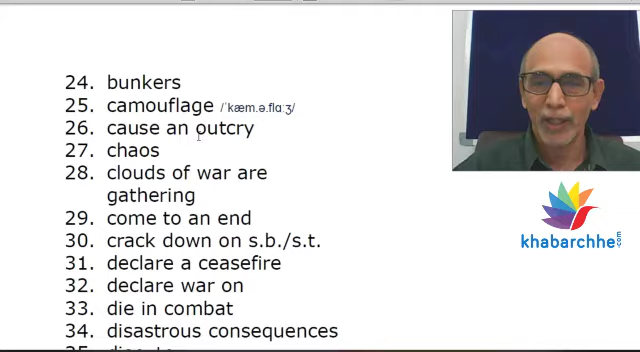 24. bunkers
25. camouflage /ˈkæm.ə.flɑːʒ/
26. cause an outcry
27. chaos
28. clouds of war are
gathering
29. come to an end
30. crack down on s.b./s.t.
31. declare a ceasefire
32. declare war on
33. die in combat
34. disastrous consequences
khabarchhe.com